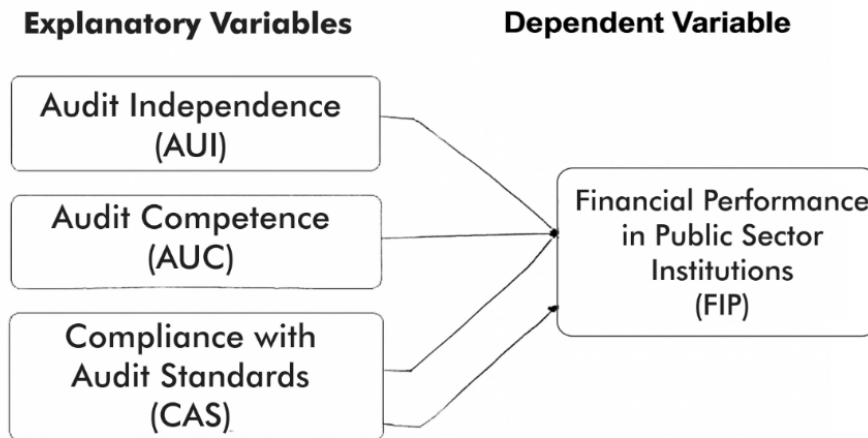 Explanatory Variables
Dependent Variable
Audit Independence
(AUI)
Audit Competence
(AUC)
Compliance with
Audit Standards
(CAS)
Financial Performance
in Public Sector
Institutions
(FIP)